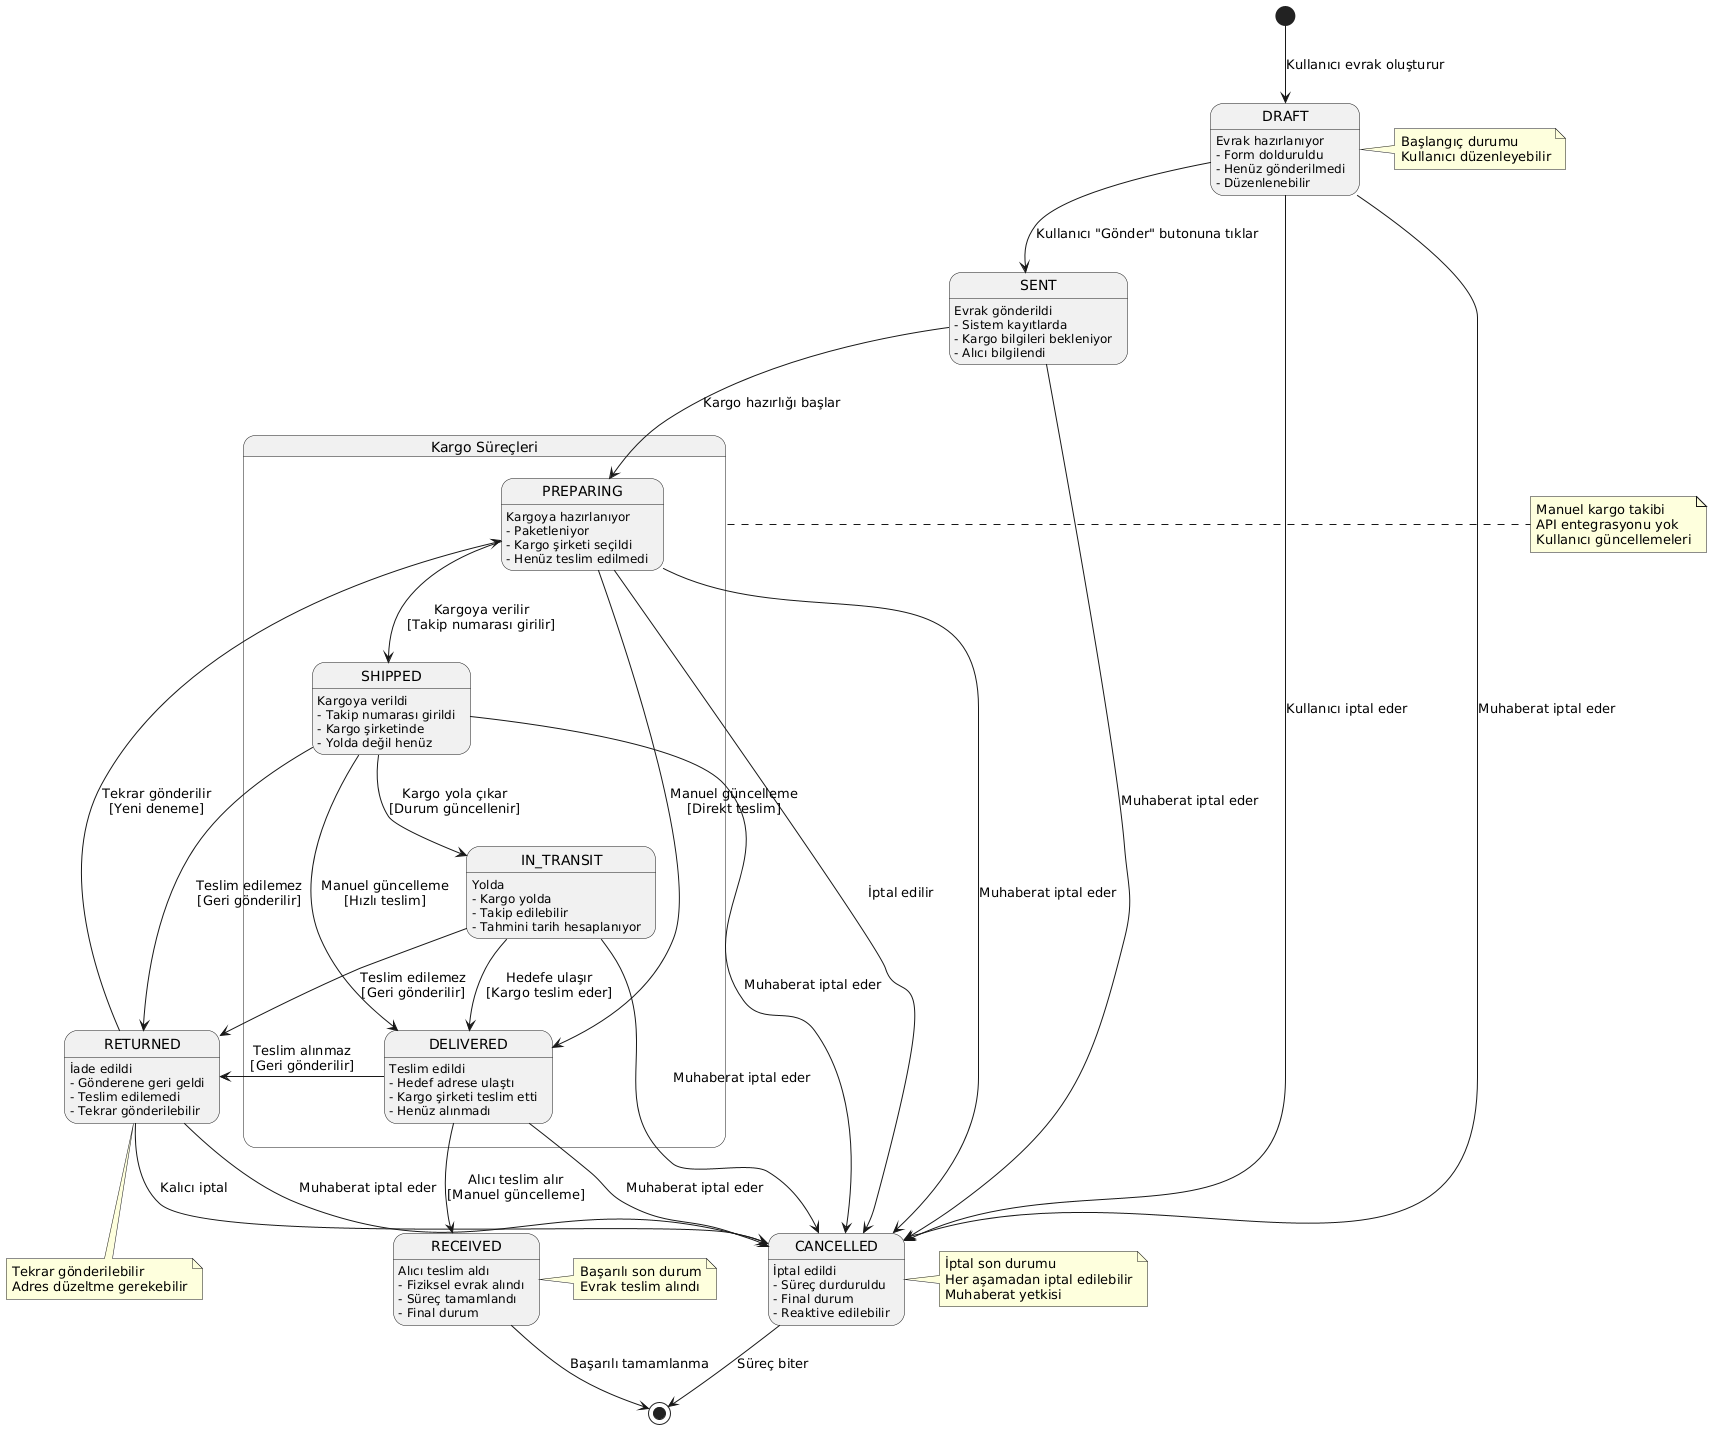 Kullanıcı evrak oluşturur
DRAFT
Evrak hazırlanıyor
- Form dolduruldu
- Henüz gönderilmedi
- Düzenlenebilir
Başlangıç durumu
Kullanıcı düzenleyebilir
Kullanıcı "Gönder" butonuna tıklar
SENT
Evrak gönderildi
- Sistem kayıtlarda
- Kargo bilgileri bekleniyor
- Alıcı bilgilendi
Kargo hazırlığı başlar
Kargo Süreçleri
PREPARING
Kargoya hazırlanıyor
- Paketleniyor
- Kargo şirketi seçildi
- Henüz teslim edilmedi
Manuel kargo takibi
API entegrasyonu yok
Kullanıcı güncellemeleri
Kargoya verilir
[Takip numarası girilir]
SHIPPED
Kargoya verildi
- Takip numarası girildi
- Kargo şirketinde
- Yolda değil henüz
Kullanıcı iptal eder
Muhaberat iptal eder
Tekrar gönderilir
[Yeni deneme]
Kargo yola çıkar
[Durum güncellenir]
Manuel güncelleme
[Direkt teslim]
Muhaberat iptal eder
IN_TRANSIT
Yolda
- Kargo yolda
- Takip edilebilir
- Tahmini tarih hesaplanıyor
Teslim edilemez
[Geri gönderilir]
Manuel güncelleme
[Hızlı teslim]
İptal edilir
Muhaberat iptal eder
Teslim edilemez
[Geri gönderilir]
Hedefe ulaşır
[Kargo teslim eder]
Muhaberat iptal eder
RETURNED
İade edildi
- Gönderene geri geldi
- Teslim edilemedi
- Tekrar gönderilebilir
Teslim alınmaz
[Geri gönderilir]
DELIVERED
Teslim edildi
- Hedef adrese ulaştı
- Kargo şirketi teslim etti
- Henüz alınmadı
Muhaberat iptal eder
Kalıcı iptal
Muhaberat iptal eder
Alıcı teslim alır
[Manuel güncelleme]
Muhaberat iptal eder
Tekrar gönderilebilir
Adres düzeltme gerekebilir
RECEIVED
Alıcı teslim aldı
- Fiziksel evrak alındı
- Süreç tamamlandı
- Final durum
Başarılı son durum
Evrak teslim alındı
CANCELLED
İptal edildi
- Süreç durduruldu
- Final durum
- Reaktive edilebilir
İptal son durumu
Her aşamadan iptal edilebilir
Muhaberat yetkisi
Başarılı tamamlanma
Süreç biter